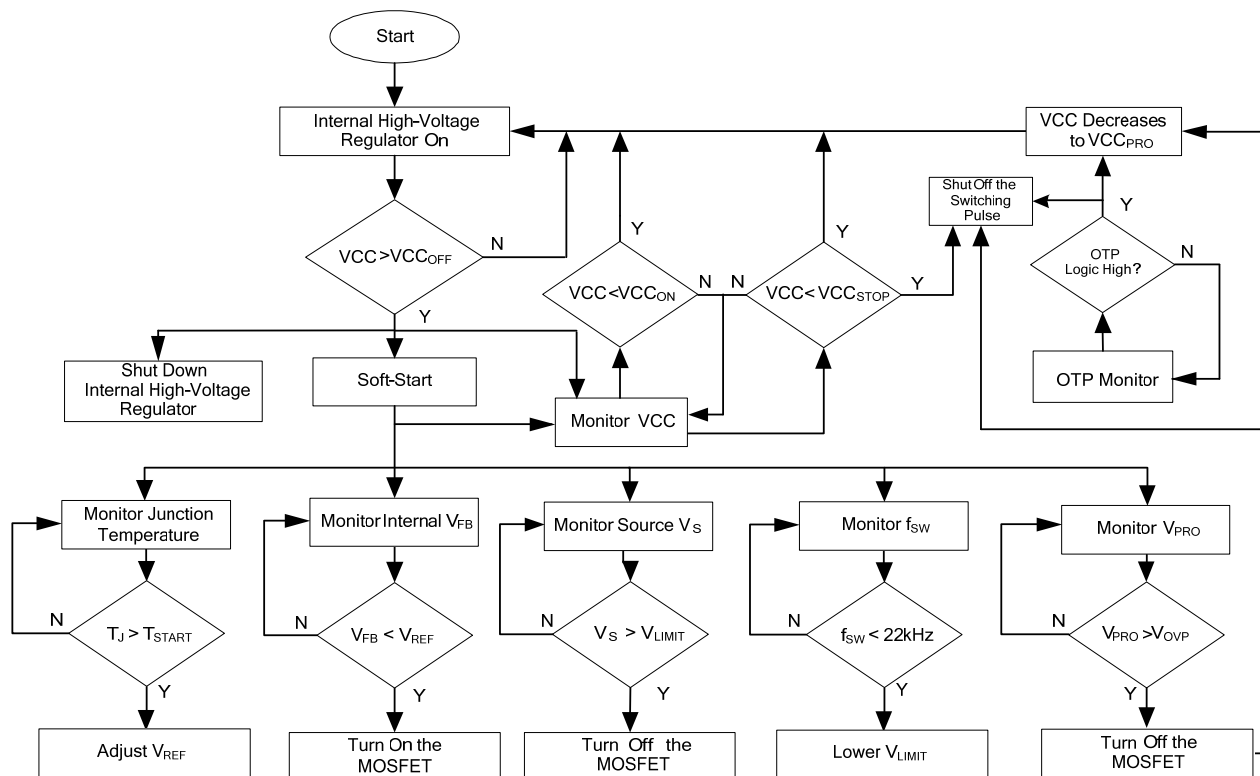 Start
Internal High-Voltage
Regulator On
VCC Decreases
to VCCPRO
Shut Off the
Switching
Pulse
Y
OTP
Logic High?
N
VCC >VCCOFF
N
Y
VCC <VCCON
Y
N
N
VCC< VCCSTOP
Y
Y
Shut Down
Internal High-Voltage
Regulator
Soft-Start
Monitor VCC
OTP Monitor
Monitor Junction
Temperature
Monitor Internal VFB
Monitor Source VS
Monitor fSW
Monitor VPRO
N
TJ > TSTART
Y
N
VFB < VREF
Y
N
VS > VLIMIT
Y
N
fSW < 22kHz
Y
N
VPRO >VOVP
Y
Adjust VREF
Turn On the
MOSFET
Turn Off the
MOSFET
Lower VLIMIT
Turn Off the
MOSFET